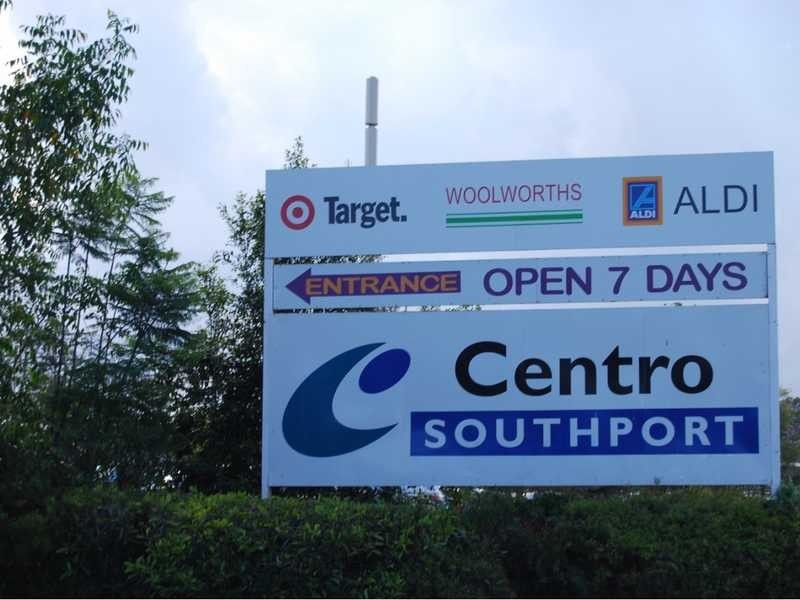 Target. WOOLWORTHS ALDI ALDI
ENTRANCE OPEN 7 DAYS
Centro
SOUTHPORT